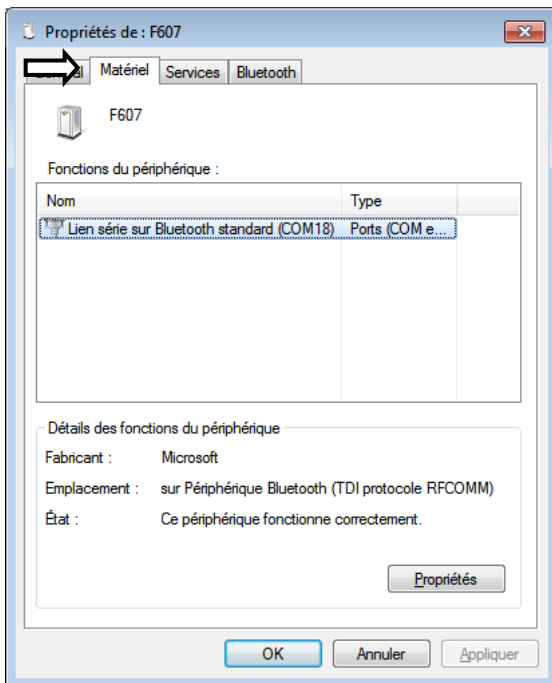 Propriétés de : F607
Matériel Services Bluetooth
F607
Fonctions du périphérique :
Nom Type
Lien série sur Bluetooth standard (COM18) Ports (COM e...
Détails des fonctions du périphérique
Fabricant : Microsoft
Emplacement : sur Périphérique Bluetooth (TDI protocole RFCOMM)
État : Ce périphérique fonctionne correctement.
Propriétés
OK Annuler Appliquer